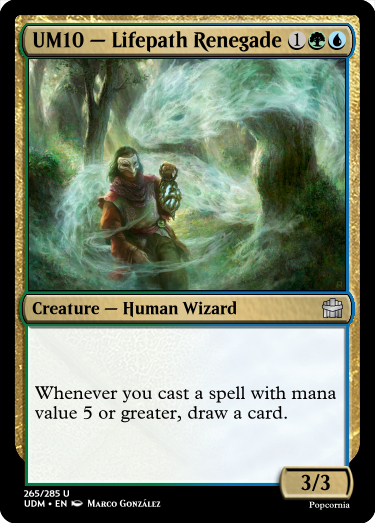 UM10 — Lifepath Renegade 1
Creature — Human Wizard
Whenever you cast a spell with mana
value 5 or greater, draw a card.
3/3
265/285 U
UDM • EN Marco González
Popcornia